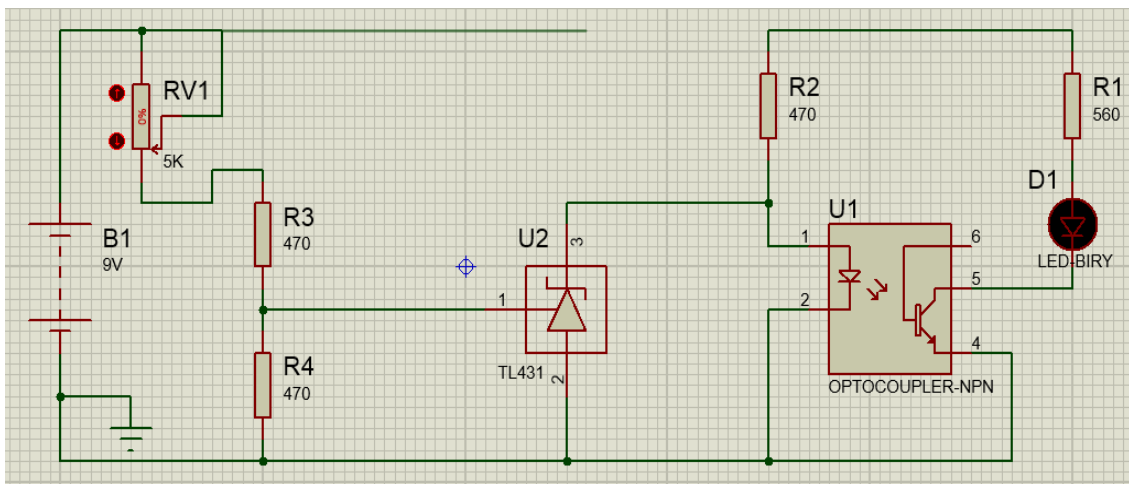 RV1
0%
5K
B1
9V
R3
470
R4
470
U2
3
1
TL431
2
R2
470
R1
560
D1
LED-BIRY
U1
1
2
6
5
4
OPTOCOUPLER-NPN